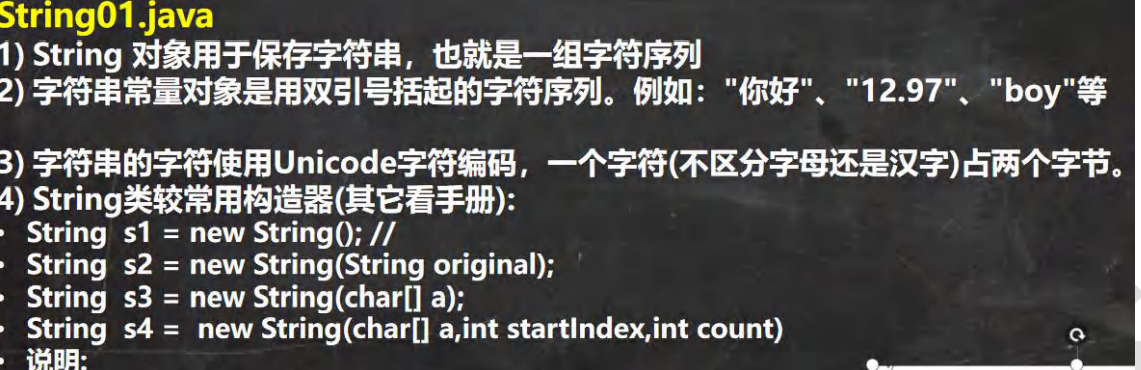 String01.java
1) String 对象用于保存字符串，也就是一组字符序列
2) 字符串常量对象是用双引号括起的字符序列。例如："你好"、"12.97"、"boy"等
3) 字符串的字符使用Unicode字符编码，一个字符(不区分字母还是汉字)占两个字节。
4) String类较常用构造器(其它看手册):
• String s1 = new String(); //
• String s2 = new String(String original);
• String s3 = new String(char[] a);
• String s4 = new String(char[] a,int startIndex,int count)
• 说明: